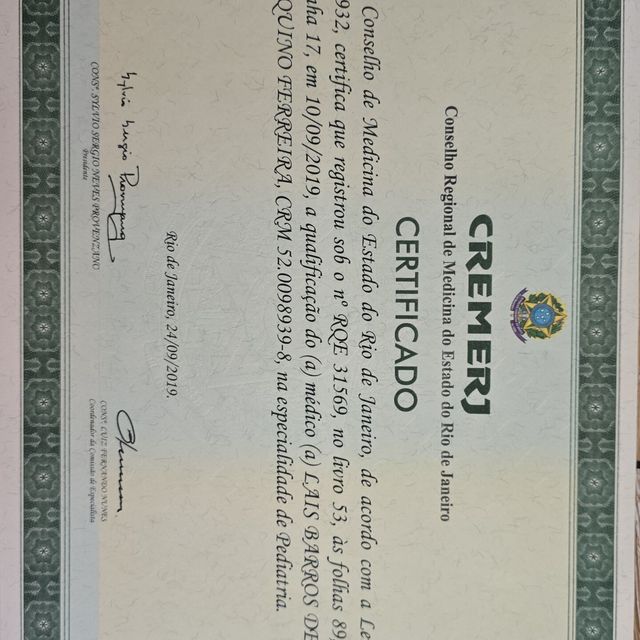 CREMERJ
Conselho Regional de Medicina do Estado do Rio de Janeiro
CERTIFICADO
Conselho de Medicina do Estado do Rio de Janeiro, de acordo com a Le
932, certifica que registrou sob o nº RQE 31569, no livro 53, às folhas 89,
nha 17, em 10/09/2019, a qualificação do (a) médico (a) LAIS BARROS DE
QUINO FERREIRA, CRM 52.0098939-8, na especialidade de Pediatria.
Rio de Janeiro, 24/09/2019.
CONSº. SYLVIO SERGIO NEVES PROVENZANO
Presidente
CONSº. LUIZ FERNANDO NUNES
Coordenador da Comissão de Especialista